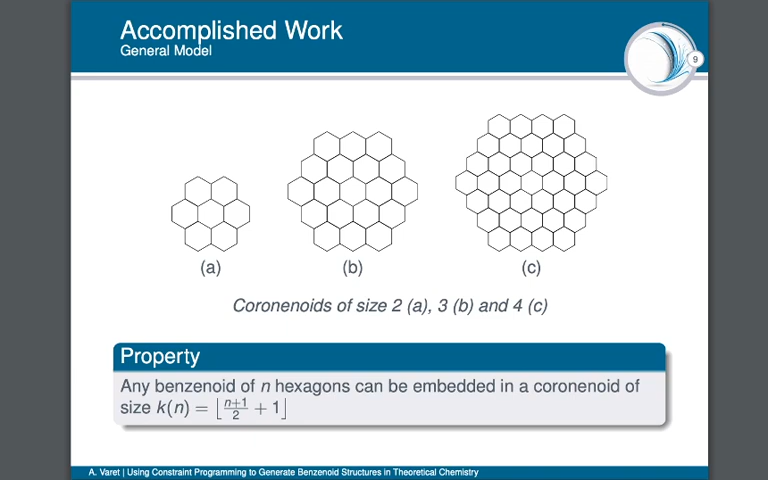 Accomplished Work
General Model
9
(a)
(b)
(c)
Coronenoids of size 2 (a), 3 (b) and 4 (c)
Property
Any benzenoid of n hexagons can be embedded in a coronenoid of
size k(n) = ⌊(n+1)/2 + 1⌋
A. Varet | Using Constraint Programming to Generate Benzenoid Structures in Theoretical Chemistry